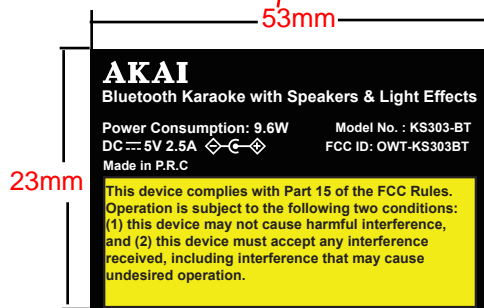 53mm
23mm
AKAI
Bluetooth Karaoke with Speakers & Light Effects
Power Consumption: 9.6W
Model No. : KS303-BT
DC 5V 2.5A
FCC ID: OWT-KS303BT
Made in P.R.C
This device complies with Part 15 of the FCC Rules.
Operation is subject to the following two conditions:
(1) this device may not cause harmful interference,
and (2) this device must accept any interference
received, including interference that may cause
undesired operation.